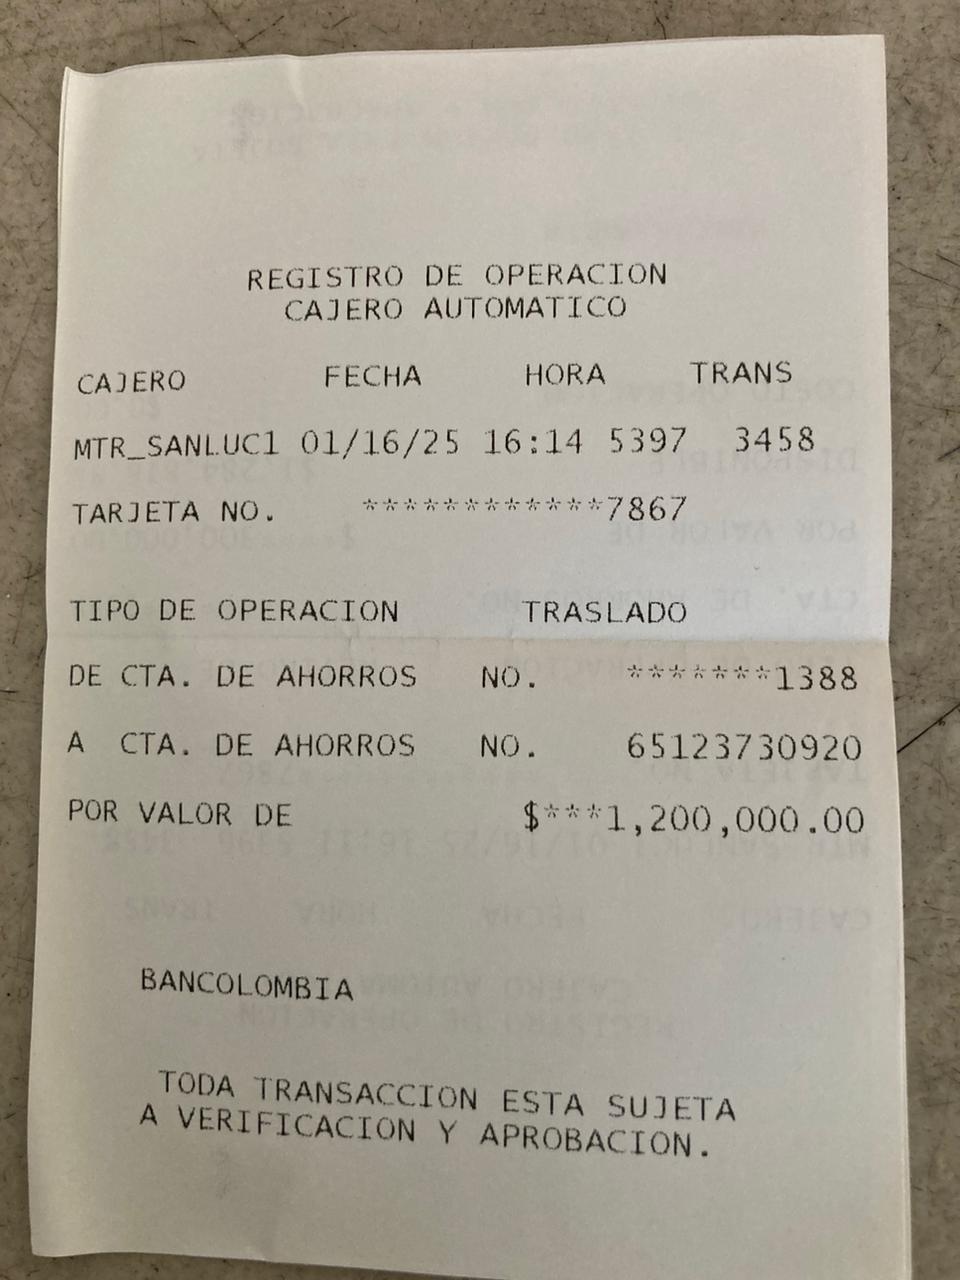 REGISTRO DE OPERACION
CAJERO AUTOMATICO
CAJERO FECHA HORA TRANS
MTR_SANLUC1 01/16/25 16:14 5397 3458
TARJETA NO. ************7867
TIPO DE OPERACION TRASLADO
DE CTA. DE AHORROS NO. *******1388
A CTA. DE AHORROS NO. 65123730920
POR VALOR DE $***1,200,000.00
BANCOLOMBIA
TODA TRANSACCION ESTA SUJETA
A VERIFICACION Y APROBACION.